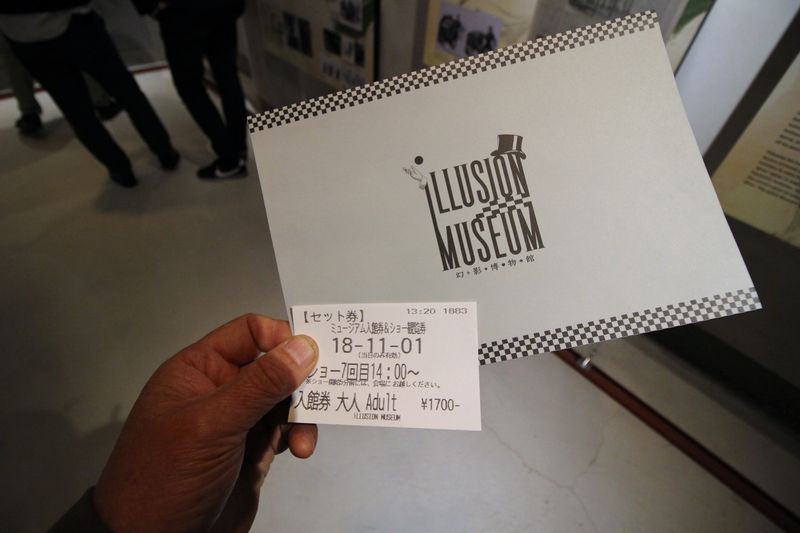 ILLUSION
MUSEUM
幻・影・博・物・館
【セット券】 13:20 1883
ミュージアム入館券&ショー観覧券
18-11-01
(当日のみ有効)
ショー7回目14:00～
入館券 大人 Adult ¥1700-
ILLUSION MUSEUM